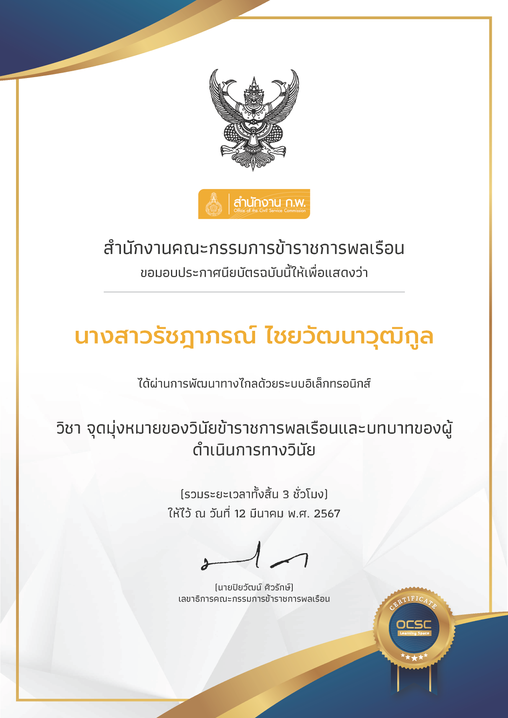 สำนักงาน ก.พ.
Office of the Civil Service Commission
สำนักงานคณะกรรมการข้าราชการพลเรือน
ขอมอบประกาศนียบัตรฉบับนี้ให้เพื่อแสดงว่า
นางสาวรัชฎาภรณ์ ไชยวัฒนาวุฒิกูล
ได้ผ่านการพัฒนาทางไกลด้วยระบบอิเล็กทรอนิกส์
วิชา จุดมุ่งหมายของวินัยข้าราชการพลเรือนและบทบาทของผู้
ดำเนินการทางวินัย
(รวมระยะเวลาทั้งสิ้น 3 ชั่วโมง)
ให้ไว้ ณ วันที่ 12 มีนาคม พ.ศ. 2567
(นายปิยวัฒน์ ศิวรักษ์)
เลขาธิการคณะกรรมการข้าราชการพลเรือน
CERTIFICATE
OCSC
Learning Space